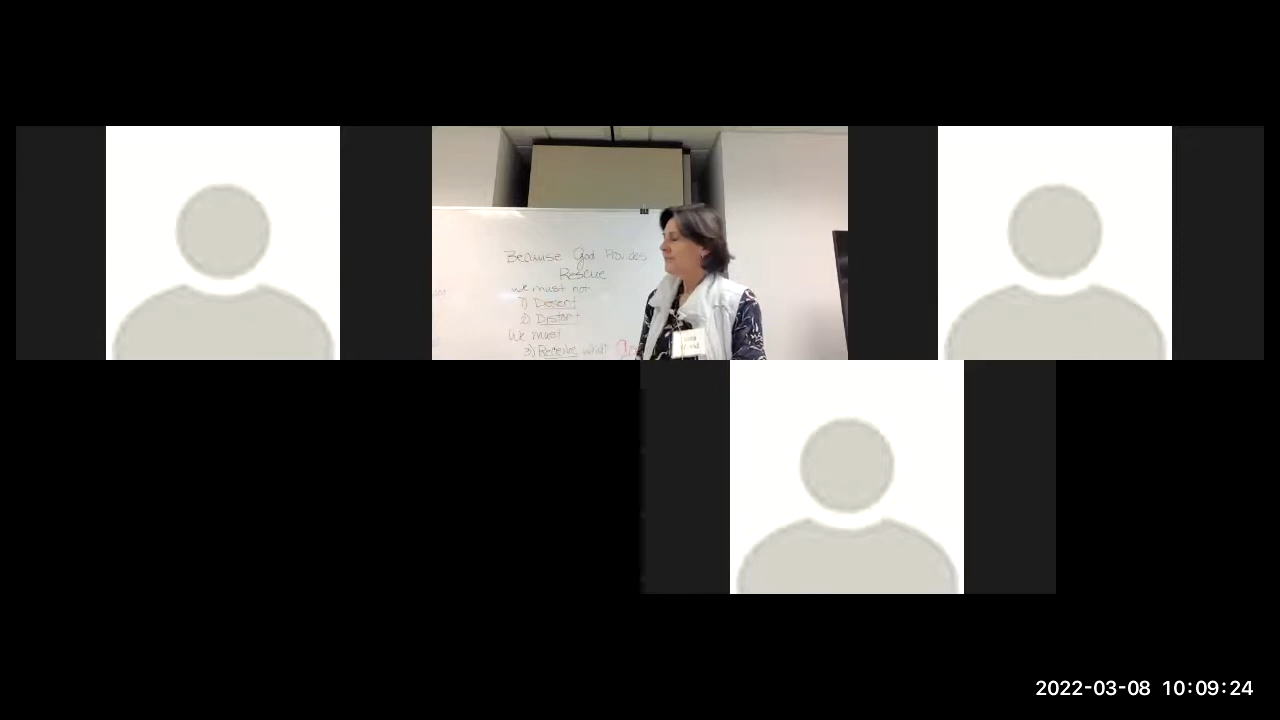 Because God Provides
Rescue
we must not
1) Desert
2) Distort
We must
3) Receive what
2022-03-08 10:09:24